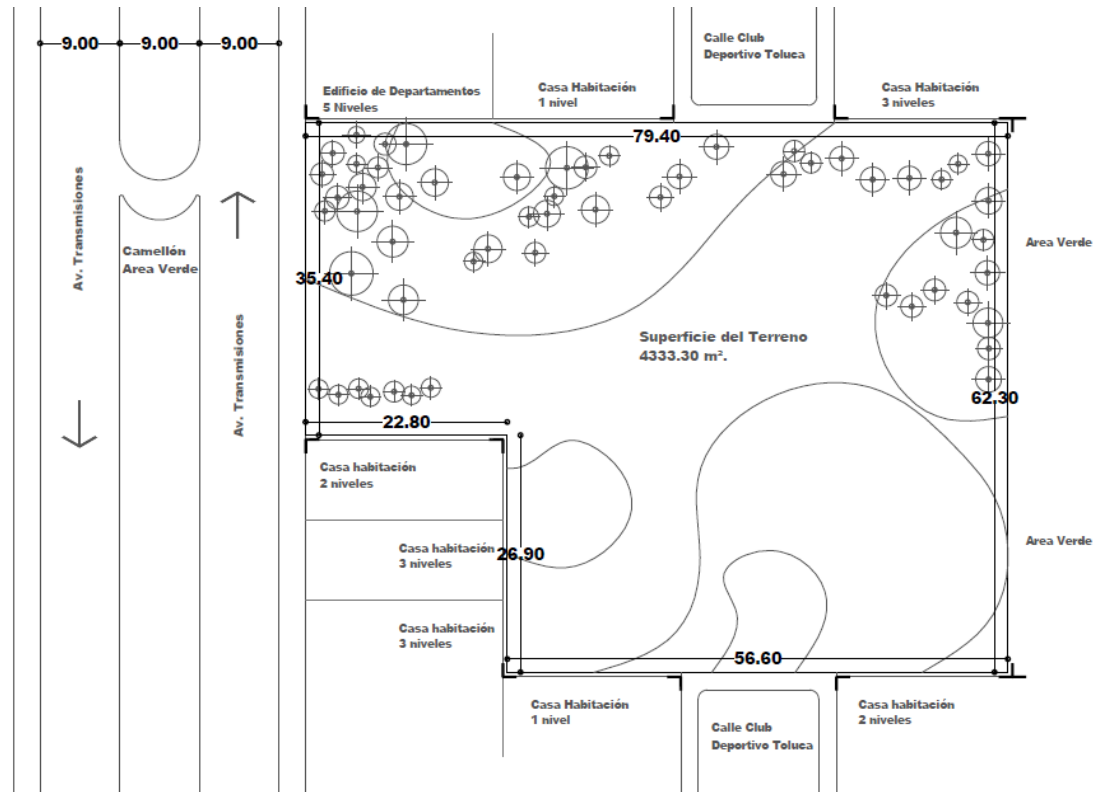 9.00
9.00
9.00
Calle Club
Deportivo Toluca
Edificio de Departamentos
5 Niveles
Casa Habitación
1 nivel
Casa Habitación
3 niveles
79.40
Av. Transmisiones
Camellón
Area Verde
Av. Transmisiones
35.40
Area Verde
Superficie del Terreno
4333.30 m².
62.30
22.80
Casa habitación
2 niveles
Casa habitación
3 niveles
26.90
Area Verde
Casa habitación
3 niveles
56.60
Casa Habitación
1 nivel
Calle Club
Deportivo Toluca
Casa habitación
2 niveles